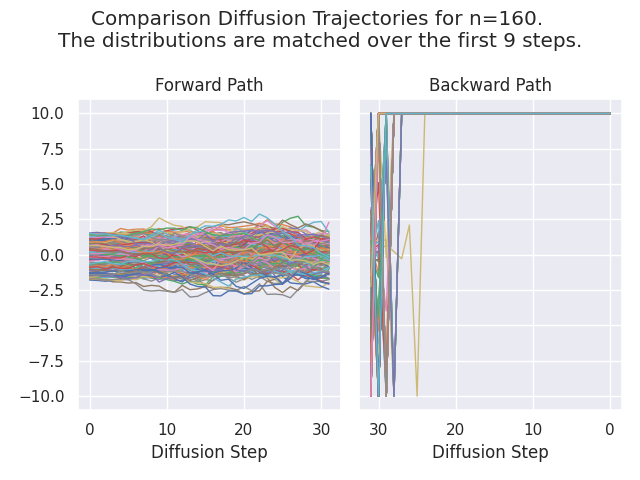 Comparison Diffusion Trajectories for n=160.
The distributions are matched over the first 9 steps.
Forward Path
Backward Path
10.0
7.5
5.0
2.5
0.0
−2.5
−5.0
−7.5
−10.0
0 10 20 30
30 20 10 0
Diffusion Step
Diffusion Step